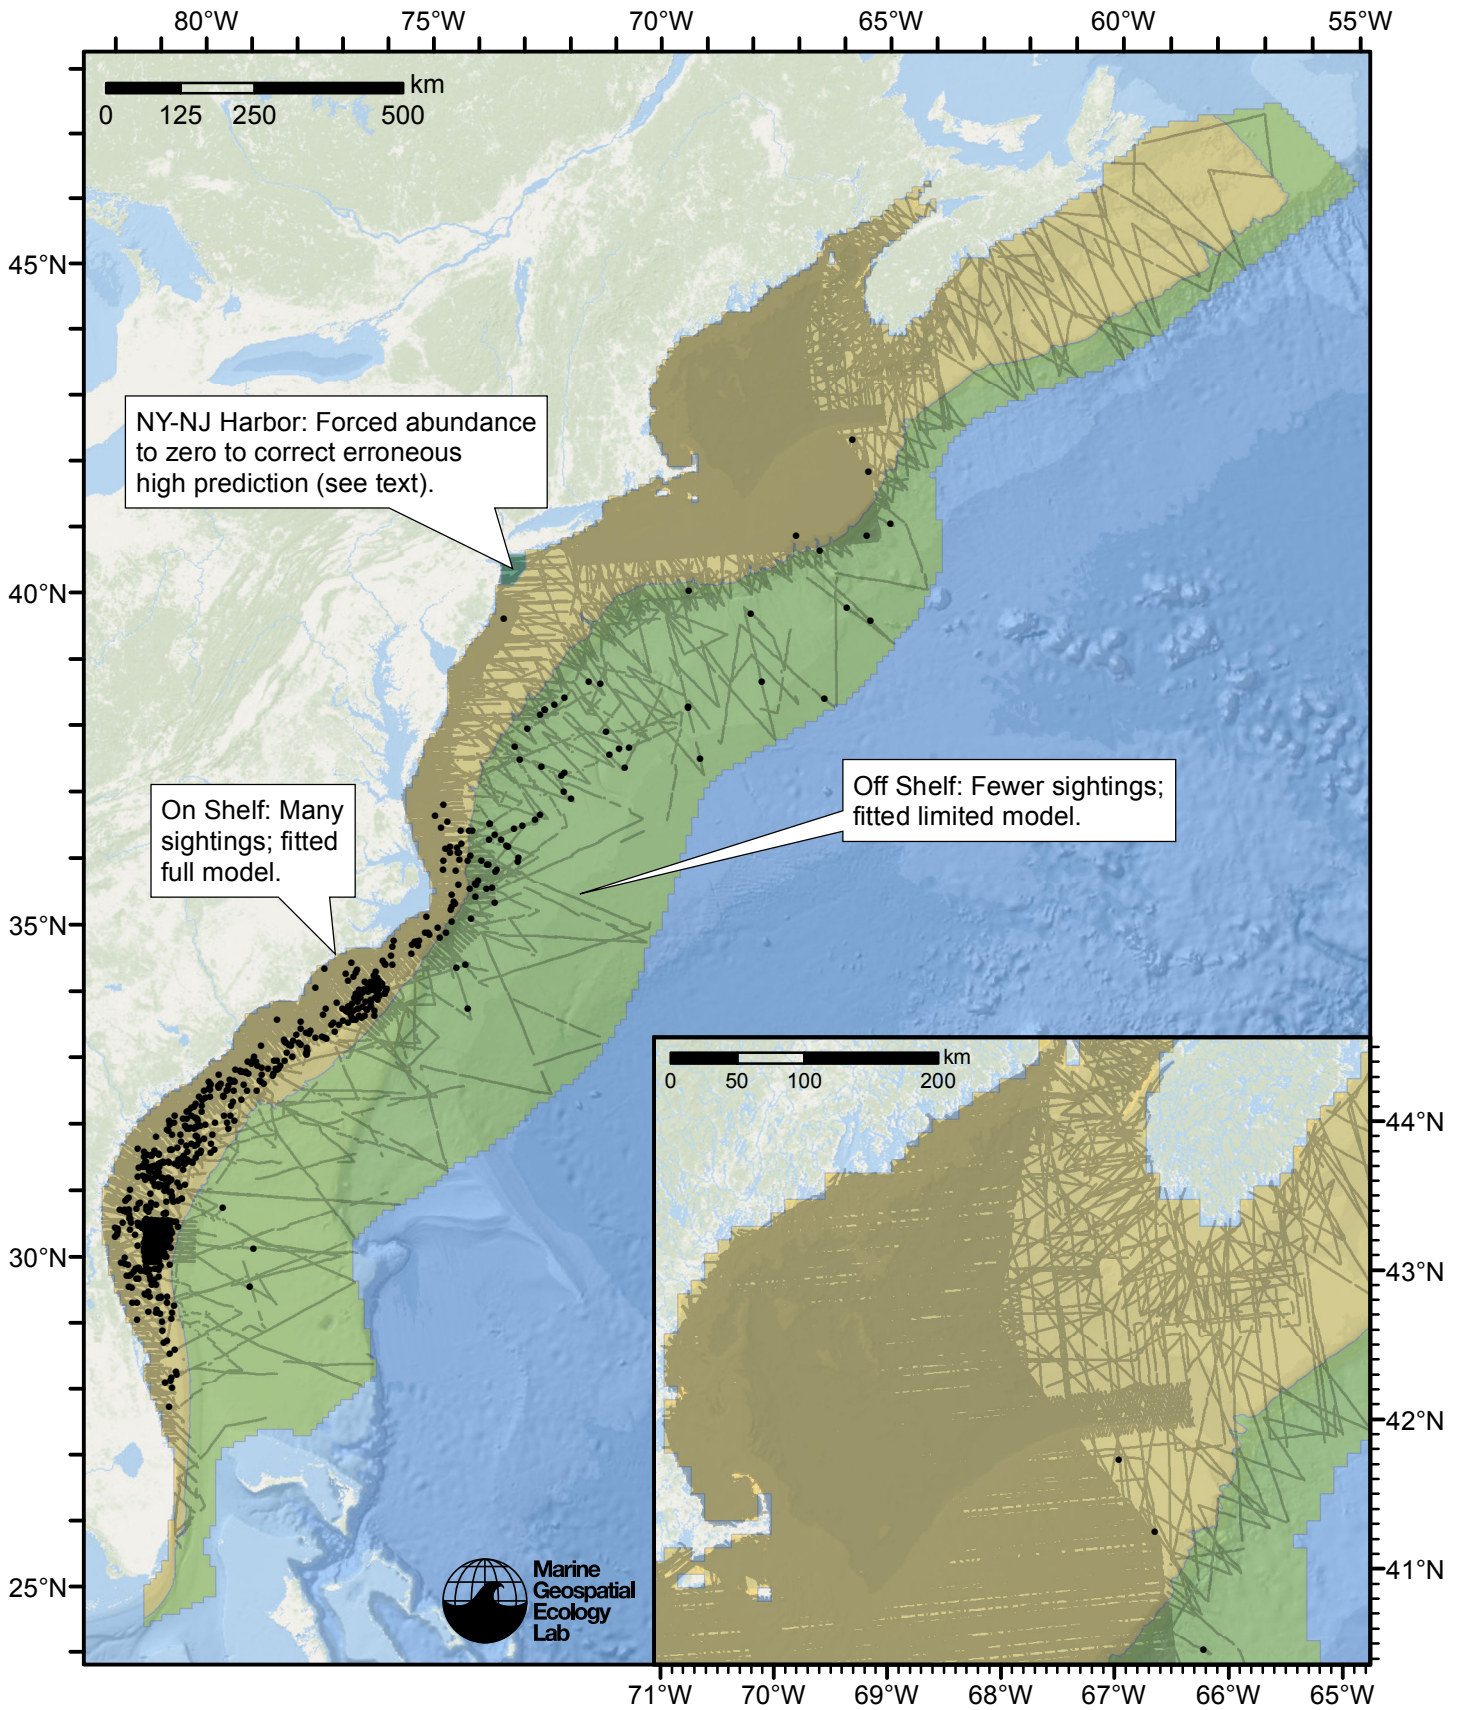 80°W 75°W 70°W 65°W 60°W 55°W
km
0 125 250 500
45°N
NY-NJ Harbor: Forced abundance
to zero to correct erroneous
high prediction (see text).
40°N
Off Shelf: Fewer sightings;
fitted limited model.
On Shelf: Many
sightings; fitted
full model.
35°N
km
0 50 100 200
44°N
30°N
43°N
42°N
Marine
Geospatial
Ecology
Lab
41°N
25°N
71°W 70°W 69°W 68°W 67°W 66°W 65°W